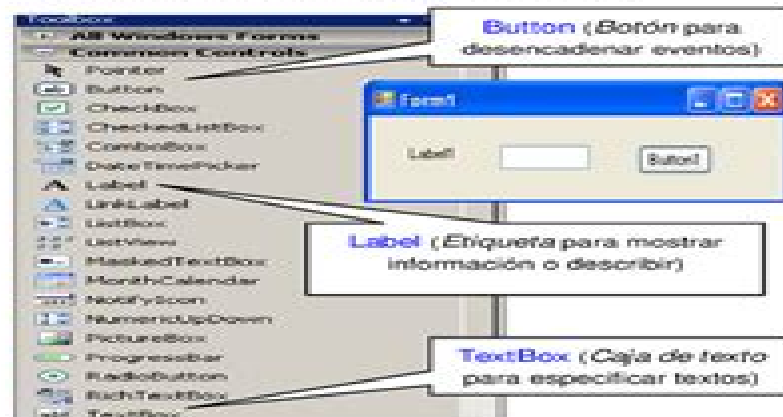 Toolbox
All Windows Forms
Common Controls
Pointer
Button
CheckBox
CheckedListBox
ComboBox
DateTimePicker
Label
LinkLabel
ListBox
ListView
MaskedTextBox
MonthCalendar
NotifyIcon
NumericUpDown
PictureBox
ProgressBar
RadioButton
RichTextBox
TextBox
Button (Botón para
desencadenar eventos)
Form1
Label1
Button1
Label (Etiqueta para mostrar
información o describir)
TextBox (Caja de texto
para especificar textos)